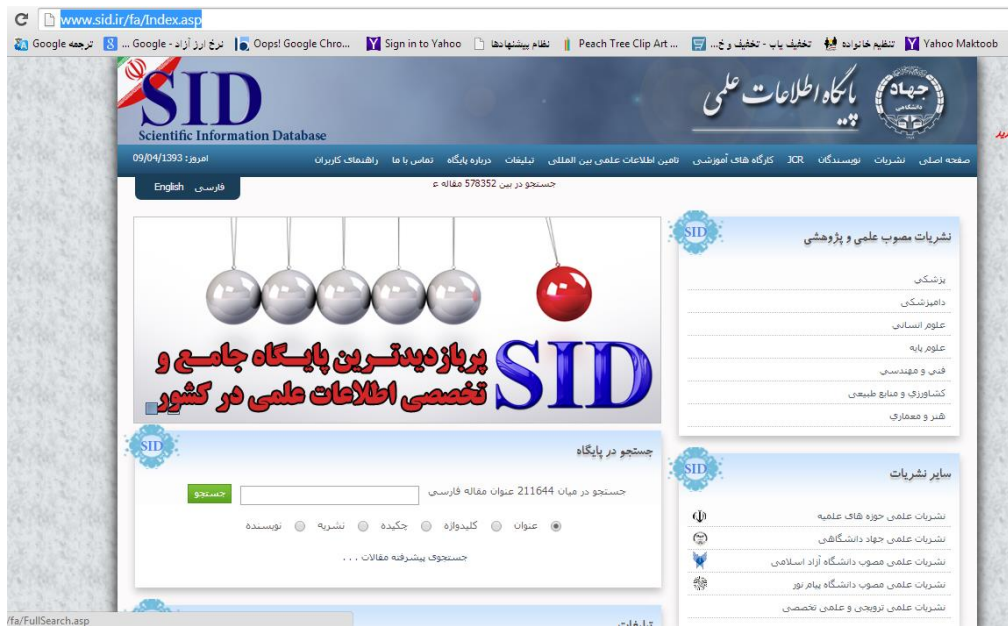 www.sid.ir/fa/Index.asp
ترجمه Google
نرخ ارز آزاد - Google ...
Oops! Google Chro...
Sign in to Yahoo
نظام پیشنهادها
Peach Tree Clip Art ...
تخفیف یاب - تخفیف و خ...
تنظیم خانواده
Yahoo Maktoob
SID
Scientific Information Database
پایگاه اطلاعات علمی
جهاد
دانشگاهی
امروز: 09/04/1393
صفحه اصلی نشریات نویسندگان JCR کارگاه های آموزشی تامین اطلاعات علمی بین المللی تبلیغات درباره پایگاه تماس با ما راهنمای کاربران
فارسی English
جستجو در بین 578352 مقاله ع
SID
پربازدیدترین پایگاه جامع و
تخصصی اطلاعات علمی در کشور
SID
نشریات مصوب علمی و پژوهشی
پزشکی
دامپزشکی
علوم انسانی
علوم پایه
فنی و مهندسی
کشاورزي و منابع طبیعی
هنر و معماري
SID
جستجو در پایگاه
جستجو در میان 211644 عنوان مقاله فارسی
جستجو
عنوان کلیدواژه چکیده نشریه نویسنده
جستجوی پیشرفته مقالات . . .
SID
سایر نشریات
نشریات علمی حوزه های علمیه
نشریات علمی جهاد دانشگاهی
نشریات علمی مصوب دانشگاه آزاد اسلامی
نشریات علمی مصوب دانشگاه پیام نور
نشریات علمی ترویجی و علمی تخصصی
تبلیغات
/fa/FullSearch.asp